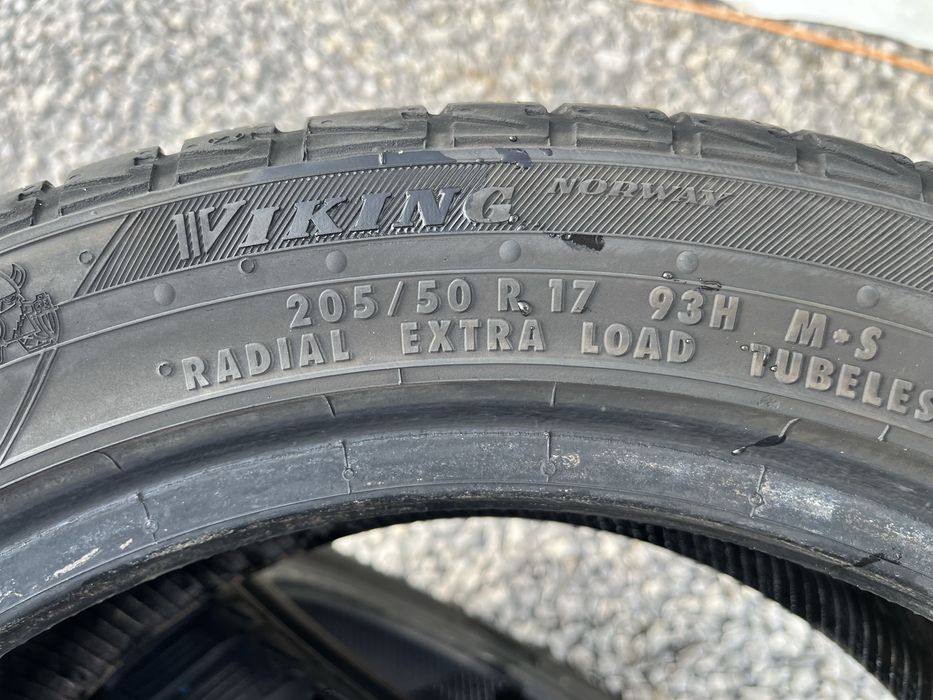 VIKING NORWAY
205/50 R 17 93H M+S
RADIAL EXTRA LOAD TUBELES